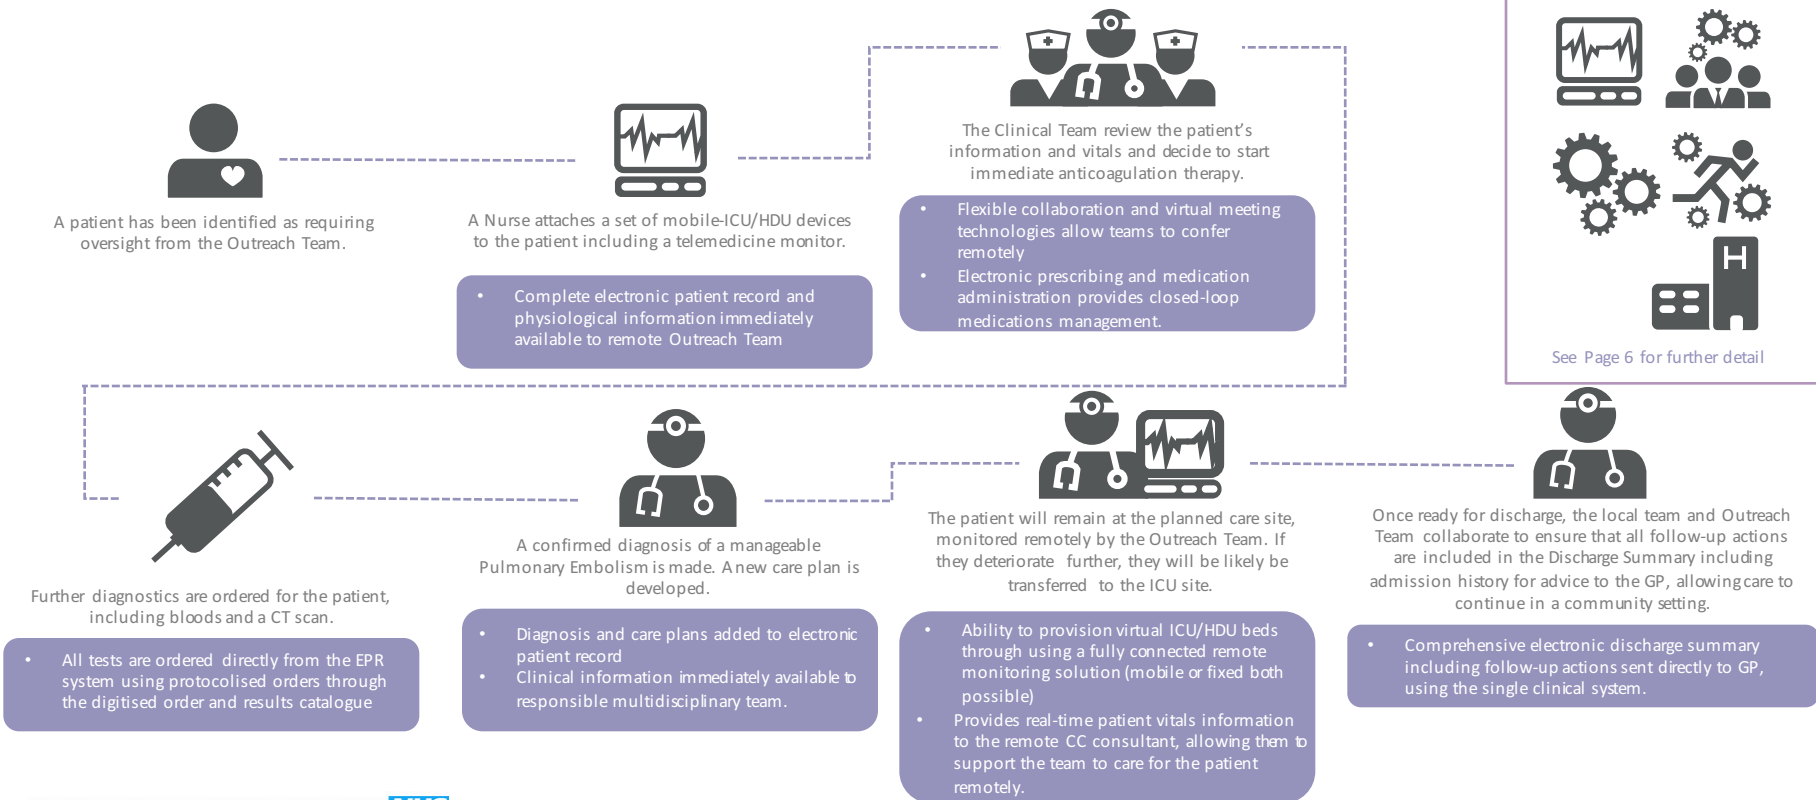 A patient has been identified as requiring
oversight from the Outreach Team.
A Nurse attaches a set of mobile-ICU/HDU devices
to the patient including a telemedicine monitor.
• Complete electronic patient record and
physiological information immediately
available to remote Outreach Team
The Clinical Team review the patient's
information and vitals and decide to start
immediate anticoagulation therapy.
• Flexible collaboration and virtual meeting
technologies allow teams to confer
remotely
• Electronic prescribing and medication
administration provides closed-loop
medications management.
H
See Page 6 for further detail
Further diagnostics are ordered for the patient,
including bloods and a CT scan.
• All tests are ordered directly from the EPR
system using protocolised orders through
the digitised order and results catalogue
A confirmed diagnosis of a manageable
Pulmonary Embolism is made. A new care plan is
developed.
• Diagnosis and care plans added to electronic
patient record
• Clinical information immediately available to
responsible multidisciplinary team.
The patient will remain at the planned care site,
monitored remotely by the Outreach Team. If
they deteriorate further, they will be likely be
transferred to the ICU site.
• Ability to provision virtual ICU/HDU beds
through using a fully connected remote
monitoring solution (mobile or fixed both
possible)
• Provides real-time patient vitals information
to the remote CC consultant, allowing them to
support the team to care for the patient
remotely.
Once ready for discharge, the local team and Outreach
Team collaborate to ensure that all follow-up actions
are included in the Discharge Summary including
admission history for advice to the GP, allowing care to
continue in a community setting.
• Comprehensive electronic discharge summary
including follow-up actions sent directly to GP,
using the single clinical system.